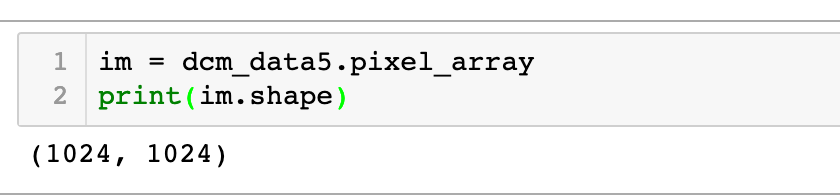 1 im = dcm_data5.pixel_array
2 print(im.shape)
(1024, 1024)